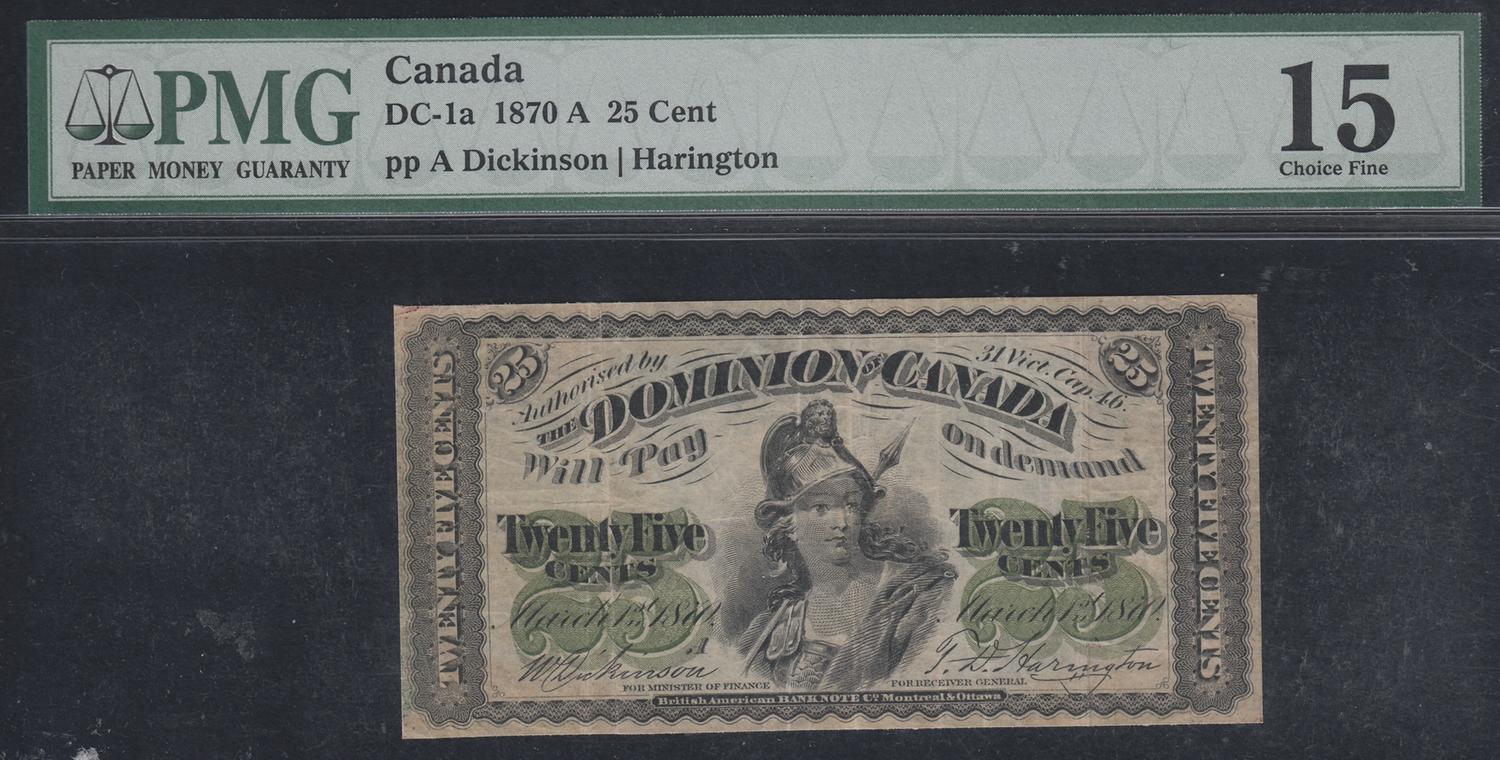 PMG
PAPER MONEY GUARANTY
Canada
DC-1a 1870 A 25 Cent
pp A Dickinson | Harington
15
Choice Fine
25
Authorised by
31 Vict. Cap. 46.
25
THE DOMINION OF CANADA
Will Pay
on demand
TWENTY FIVE CENTS
TWENTY FIVE CENTS
25
Twenty Five
CENTS
March 1st 1870.
25
Twenty Five
CENTS
March 1st 1870.
A
W Dickinson
T. D. Harington
FOR MINISTER OF FINANCE
FOR RECEIVER GENERAL
British American BANK NOTE Co. Montreal & Ottawa